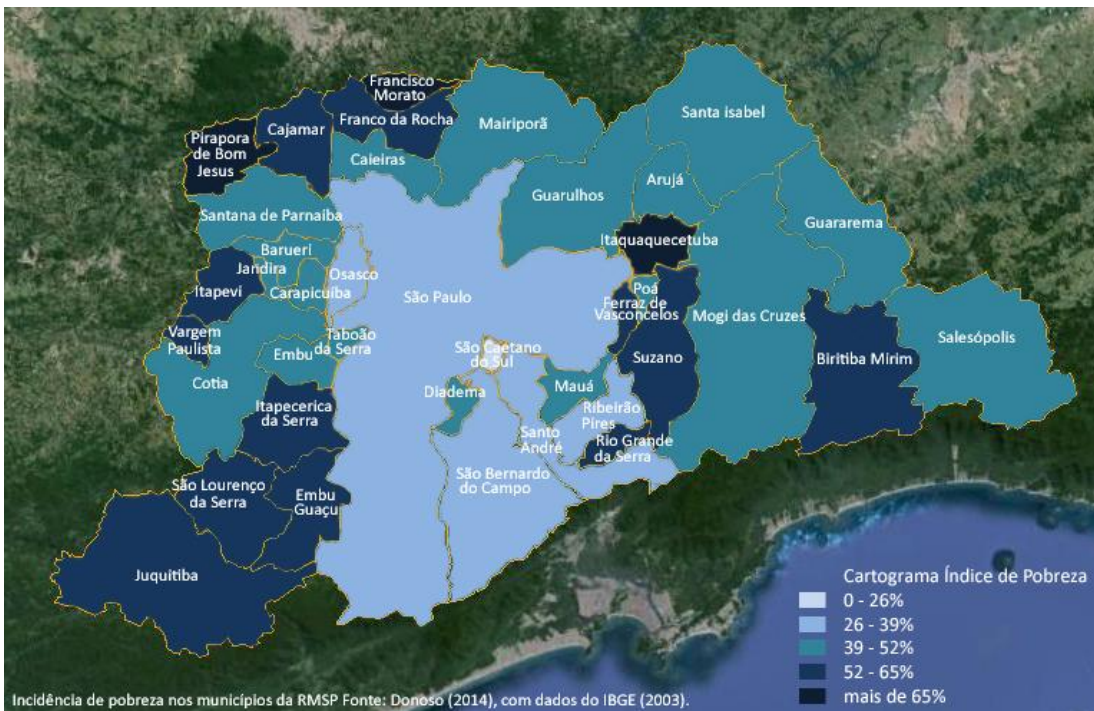 Francisco
Morato
Franco da Rocha
Cajamar
Pirapora
de Bom
Jesus
Caieiras
Mairiporã
Santa isabel
Guarulhos
Arujá
Guararema
Santana de Parnaiba
Itaquaquecetuba
Barueri
Jandira
Osasco
Itapevi
Carapicuíba
São Paulo
Poá
Ferraz de
Vasconcelos
Mogi das Cruzes
Salesópolis
Vargem
Paulista
Taboão
da Serra
Embu
São Caetano
do Sul
Suzano
Biritiba Mirim
Cotia
Diadema
Mauá
Itapecerica
da Serra
Ribeirão
Pires
Santo
André
Rio Grande
da Serra
São Bernardo
do Campo
São Lourenço
da Serra
Embu
Guaçu
Juquitiba
Cartograma Índice de Pobreza
0 - 26%
26 - 39%
39 - 52%
52 - 65%
mais de 65%
Incidência de pobreza nos municípios da RMSP Fonte: Donoso (2014), com dados do IBGE (2003).